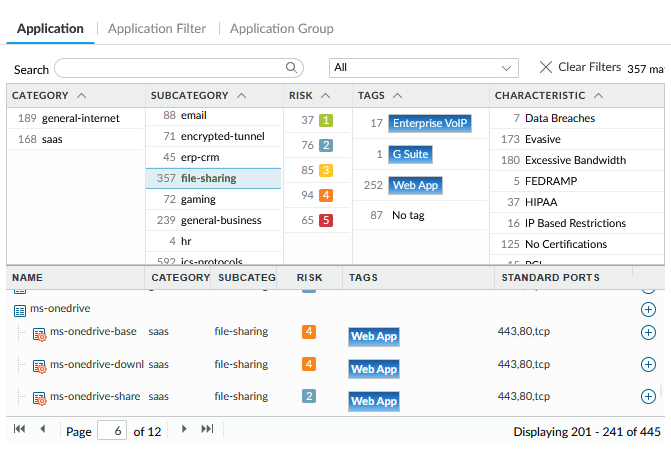 Application Application Filter Application Group
Search All Clear Filters 357 ma
CATEGORY SUBCATEGORY RISK TAGS CHARACTERISTIC
189 general-internet
168 saas
88 email
71 encrypted-tunnel
45 erp-crm
357 file-sharing
72 gaming
239 general-business
4 hr
592 ics-protocols
37 1
76 2
85 3
94 4
65 5
17 Enterprise VoIP
1 G Suite
252 Web App
87 No tag
7 Data Breaches
173 Evasive
180 Excessive Bandwidth
5 FEDRAMP
37 HIPAA
16 IP Based Restrictions
125 No Certifications
NAME CATEGORY SUBCATEG RISK TAGS STANDARD PORTS
ms-onedrive
ms-onedrive-base saas file-sharing 4 Web App 443,80,tcp
ms-onedrive-downl saas file-sharing 4 Web App 443,80,tcp
ms-onedrive-share saas file-sharing 2 Web App 443,80,tcp
Page 6 of 12 Displaying 201 - 241 of 445